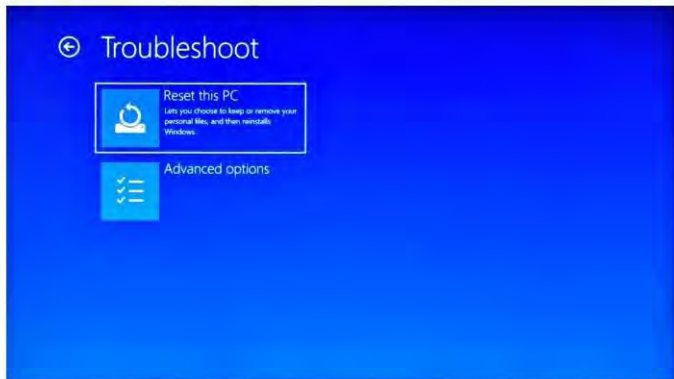 Troubleshoot
Reset this PC
Lets you choose to keep or remove your
personal files, and then reinstalls
Windows.
Advanced options